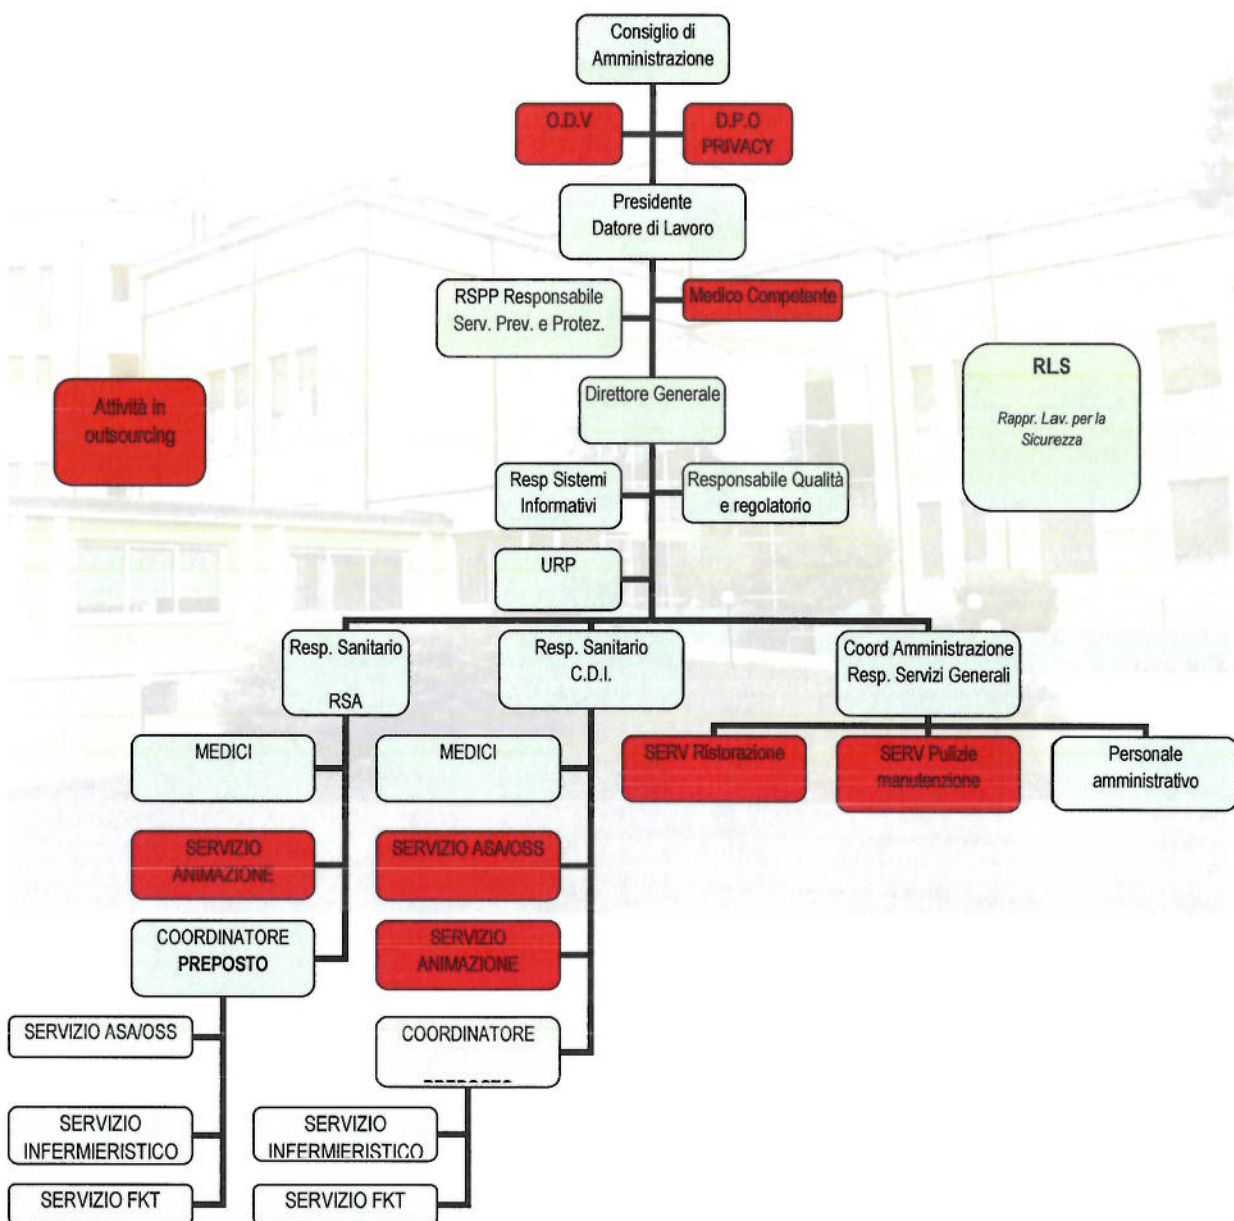 Consiglio di
Amministrazione
O.D.V
D.P.O
PRIVACY
Presidente
Datore di Lavoro
RSPP Responsabile
Serv. Prev. e Protez.
Medico Competente
RLS
Rappr. Lav. per la
Sicurezza
Direttore Generale
Attività in
outsourcing
Resp Sistemi
Informativi
Responsabile Qualità
e regolatorio
URP
Resp. Sanitario
RSA
Resp. Sanitario
C.D.I.
Coord Amministrazione
Resp. Servizi Generali
MEDICI
MEDICI
SERV Ristorazione
SERV Pulizie
manutenzione
Personale
amministrativo
SERVIZIO
ANIMAZIONE
SERVIZIO ASA/OSS
COORDINATORE
PREPOSTO
SERVIZIO
ANIMAZIONE
SERVIZIO ASA/OSS
COORDINATORE
SERVIZIO
INFERMIERISTICO
SERVIZIO
INFERMIERISTICO
SERVIZIO FKT
SERVIZIO FKT